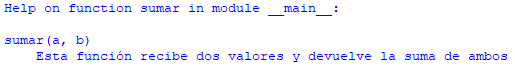 Help on function sumar in module __main__:
sumar(a, b)
Esta función recibe dos valores y devuelve la suma de ambos